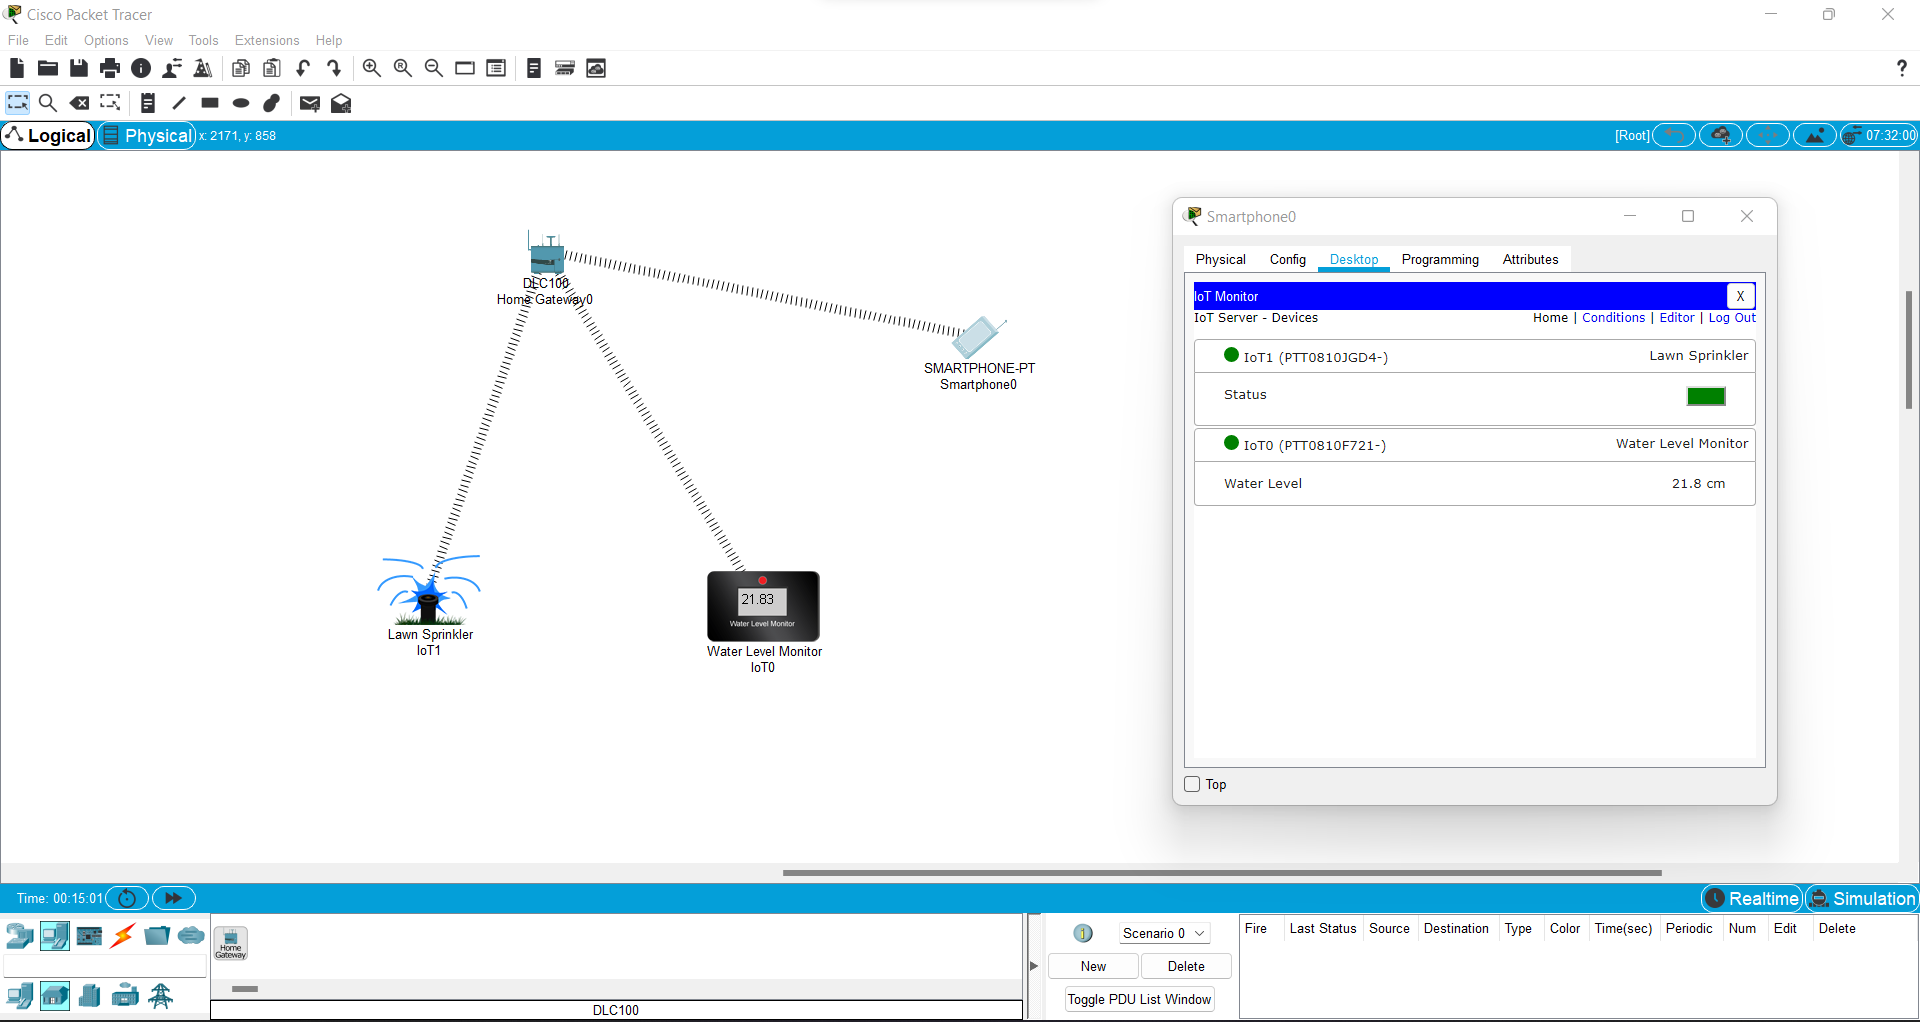 Cisco Packet Tracer
File Edit Options View Tools Extensions Help
?
Logical Physical x: 2171, y: 858 [Root] 07:32:00
DLC100
Home Gateway0
SMARTPHONE-PT
Smartphone0
Lawn Sprinkler
IoT1
21.83
Water Level Monitor
Water Level Monitor
IoT0
Smartphone0
Physical Config Desktop Programming Attributes
IoT Monitor X
IoT Server - Devices Home | Conditions | Editor | Log Out
IoT1 (PTT0810JGD4-) Lawn Sprinkler
Status
IoT0 (PTT0810F721-) Water Level Monitor
Water Level 21.8 cm
Top
Time: 00:15:01 Realtime Simulation
Home
Gateway
DLC100
Scenario 0
New Delete
Toggle PDU List Window
Fire Last Status Source Destination Type Color Time(sec) Periodic Num Edit Delete